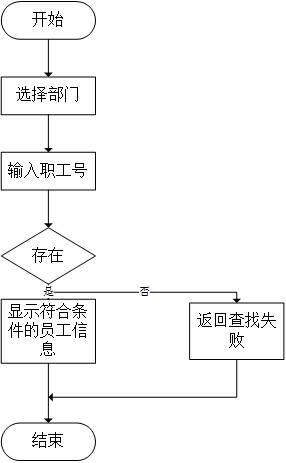 开始
选择部门
输入职工号
存在
是
否
显示符合条
件的员工信
息
返回查找失
败
结束